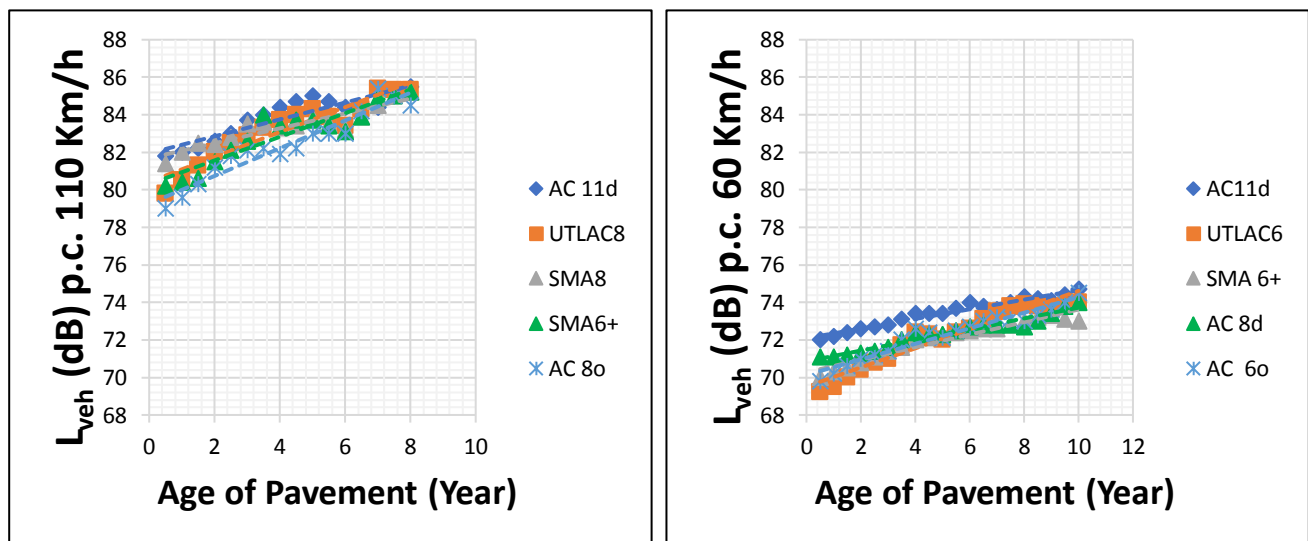 88
86
84
82
80
78
76
74
72
70
68
0
2
4
6
8
10
L_veh (dB) p.c. 110 Km/h
Age of Pavement (Year)
AC 11d
UTLAC8
SMA8
SMA6+
AC 8o
88
86
84
82
80
78
76
74
72
70
68
0
2
4
6
8
10
12
L_veh (dB) p.c. 60 Km/h
Age of Pavement (Year)
AC11d
UTLAC6
SMA 6+
AC 8d
AC 6o